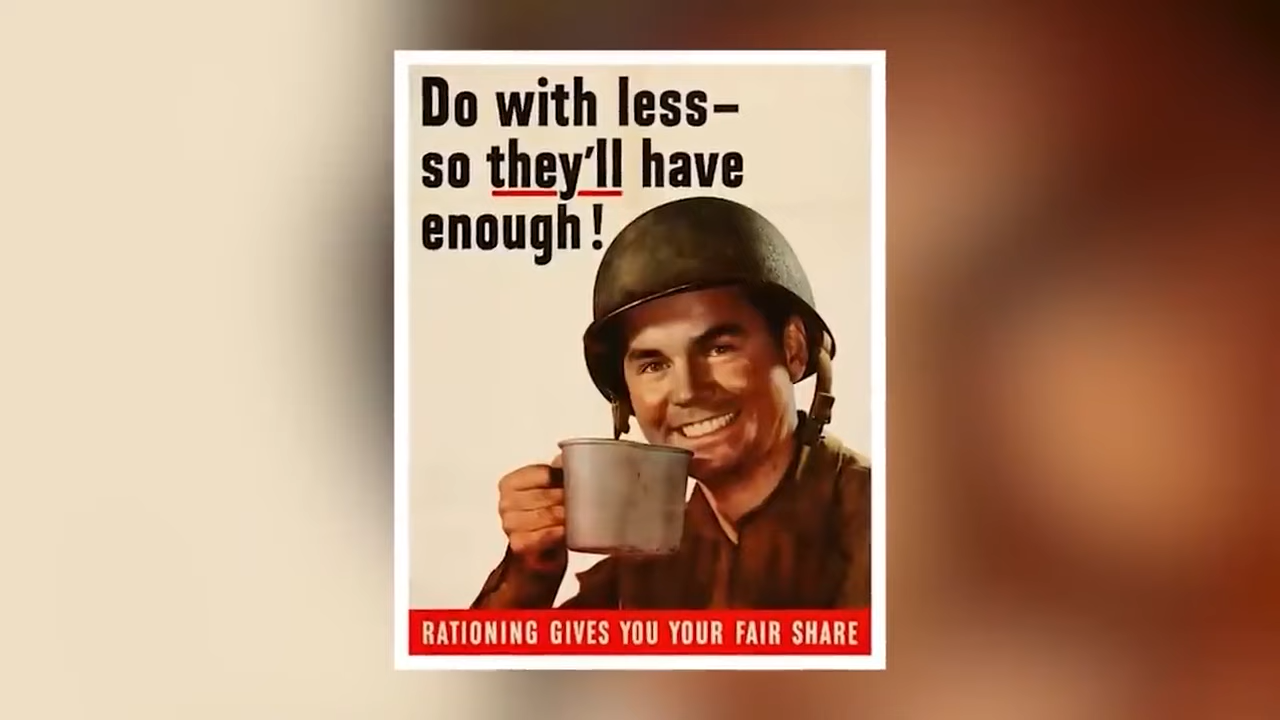 Do with less–
so they'll have
enough!
RATIONING GIVES YOU YOUR FAIR SHARE